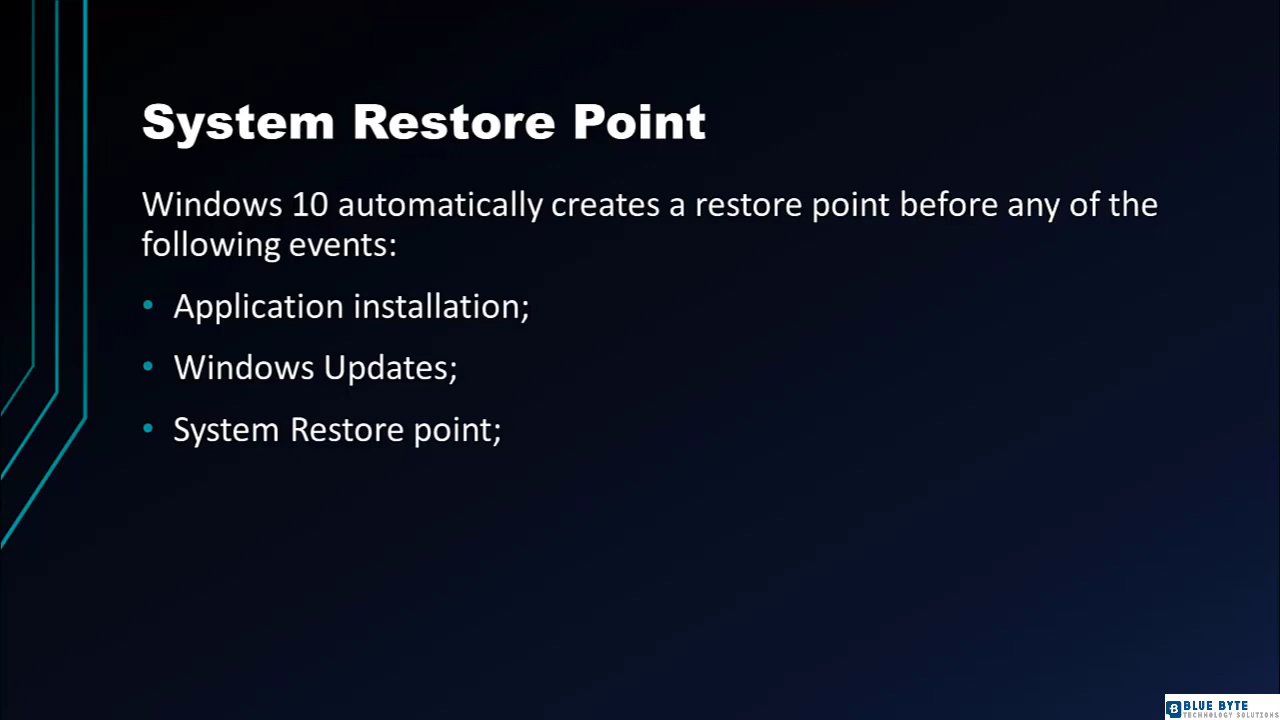 System Restore Point
Windows 10 automatically creates a restore point before any of the
following events:
• Application installation;
• Windows Updates;
• System Restore point;
BLUE BYTE
TECHNOLOGY SOLUTIONS